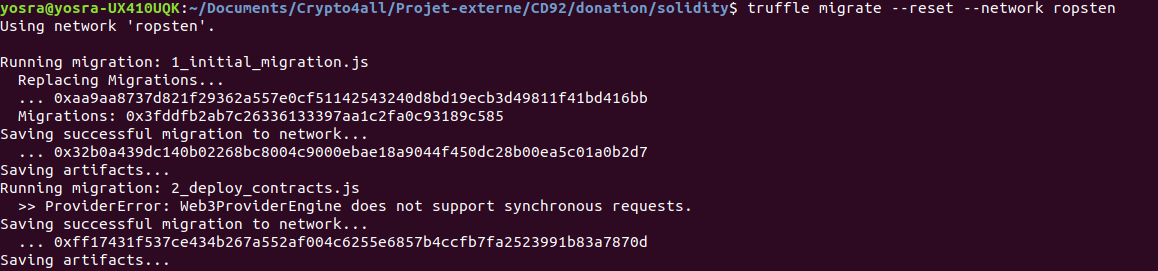 yosra@yosra-UX410UQK:~/Documents/Crypto4all/Projet-externe/CD92/donation/solidity$ truffle migrate --reset --network ropsten
Using network 'ropsten'.
Running migration: 1_initial_migration.js
Replacing Migrations...
... 0xaa9aa8737d821f29362a557e0cf51142543240d8bd19ecb3d49811f41bd416bb
Migrations: 0x3fddfb2ab7c26336133397aa1c2fa0c93189c585
Saving successful migration to network...
... 0x32b0a439dc140b02268bc8004c9000ebae18a9044f450dc28b00ea5c01a0b2d7
Saving artifacts...
Running migration: 2_deploy_contracts.js
>> ProviderError: Web3ProviderEngine does not support synchronous requests.
Saving successful migration to network...
... 0xff17431f537ce434b267a552af004c6255e6857b4ccfb7fa2523991b83a7870d
Saving artifacts...